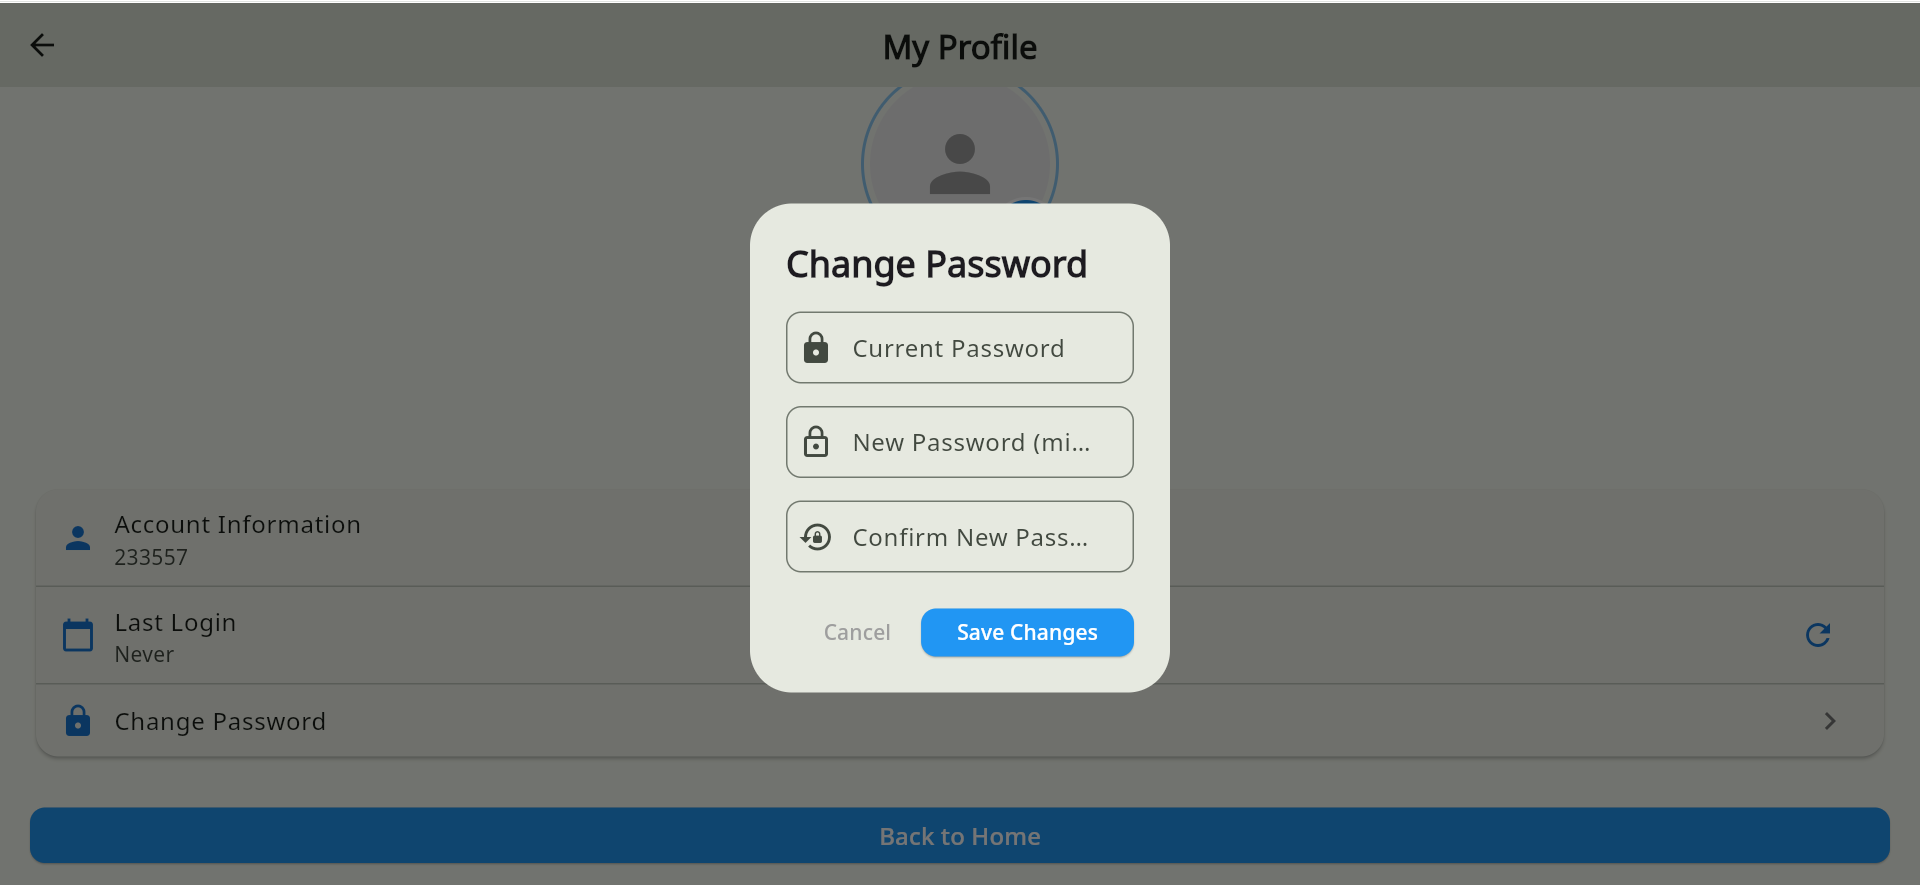 My Profile
Change Password
Current Password
New Password (mi...
Confirm New Pass...
Cancel
Save Changes
Account Information
233557
Last Login
Never
Change Password
Back to Home